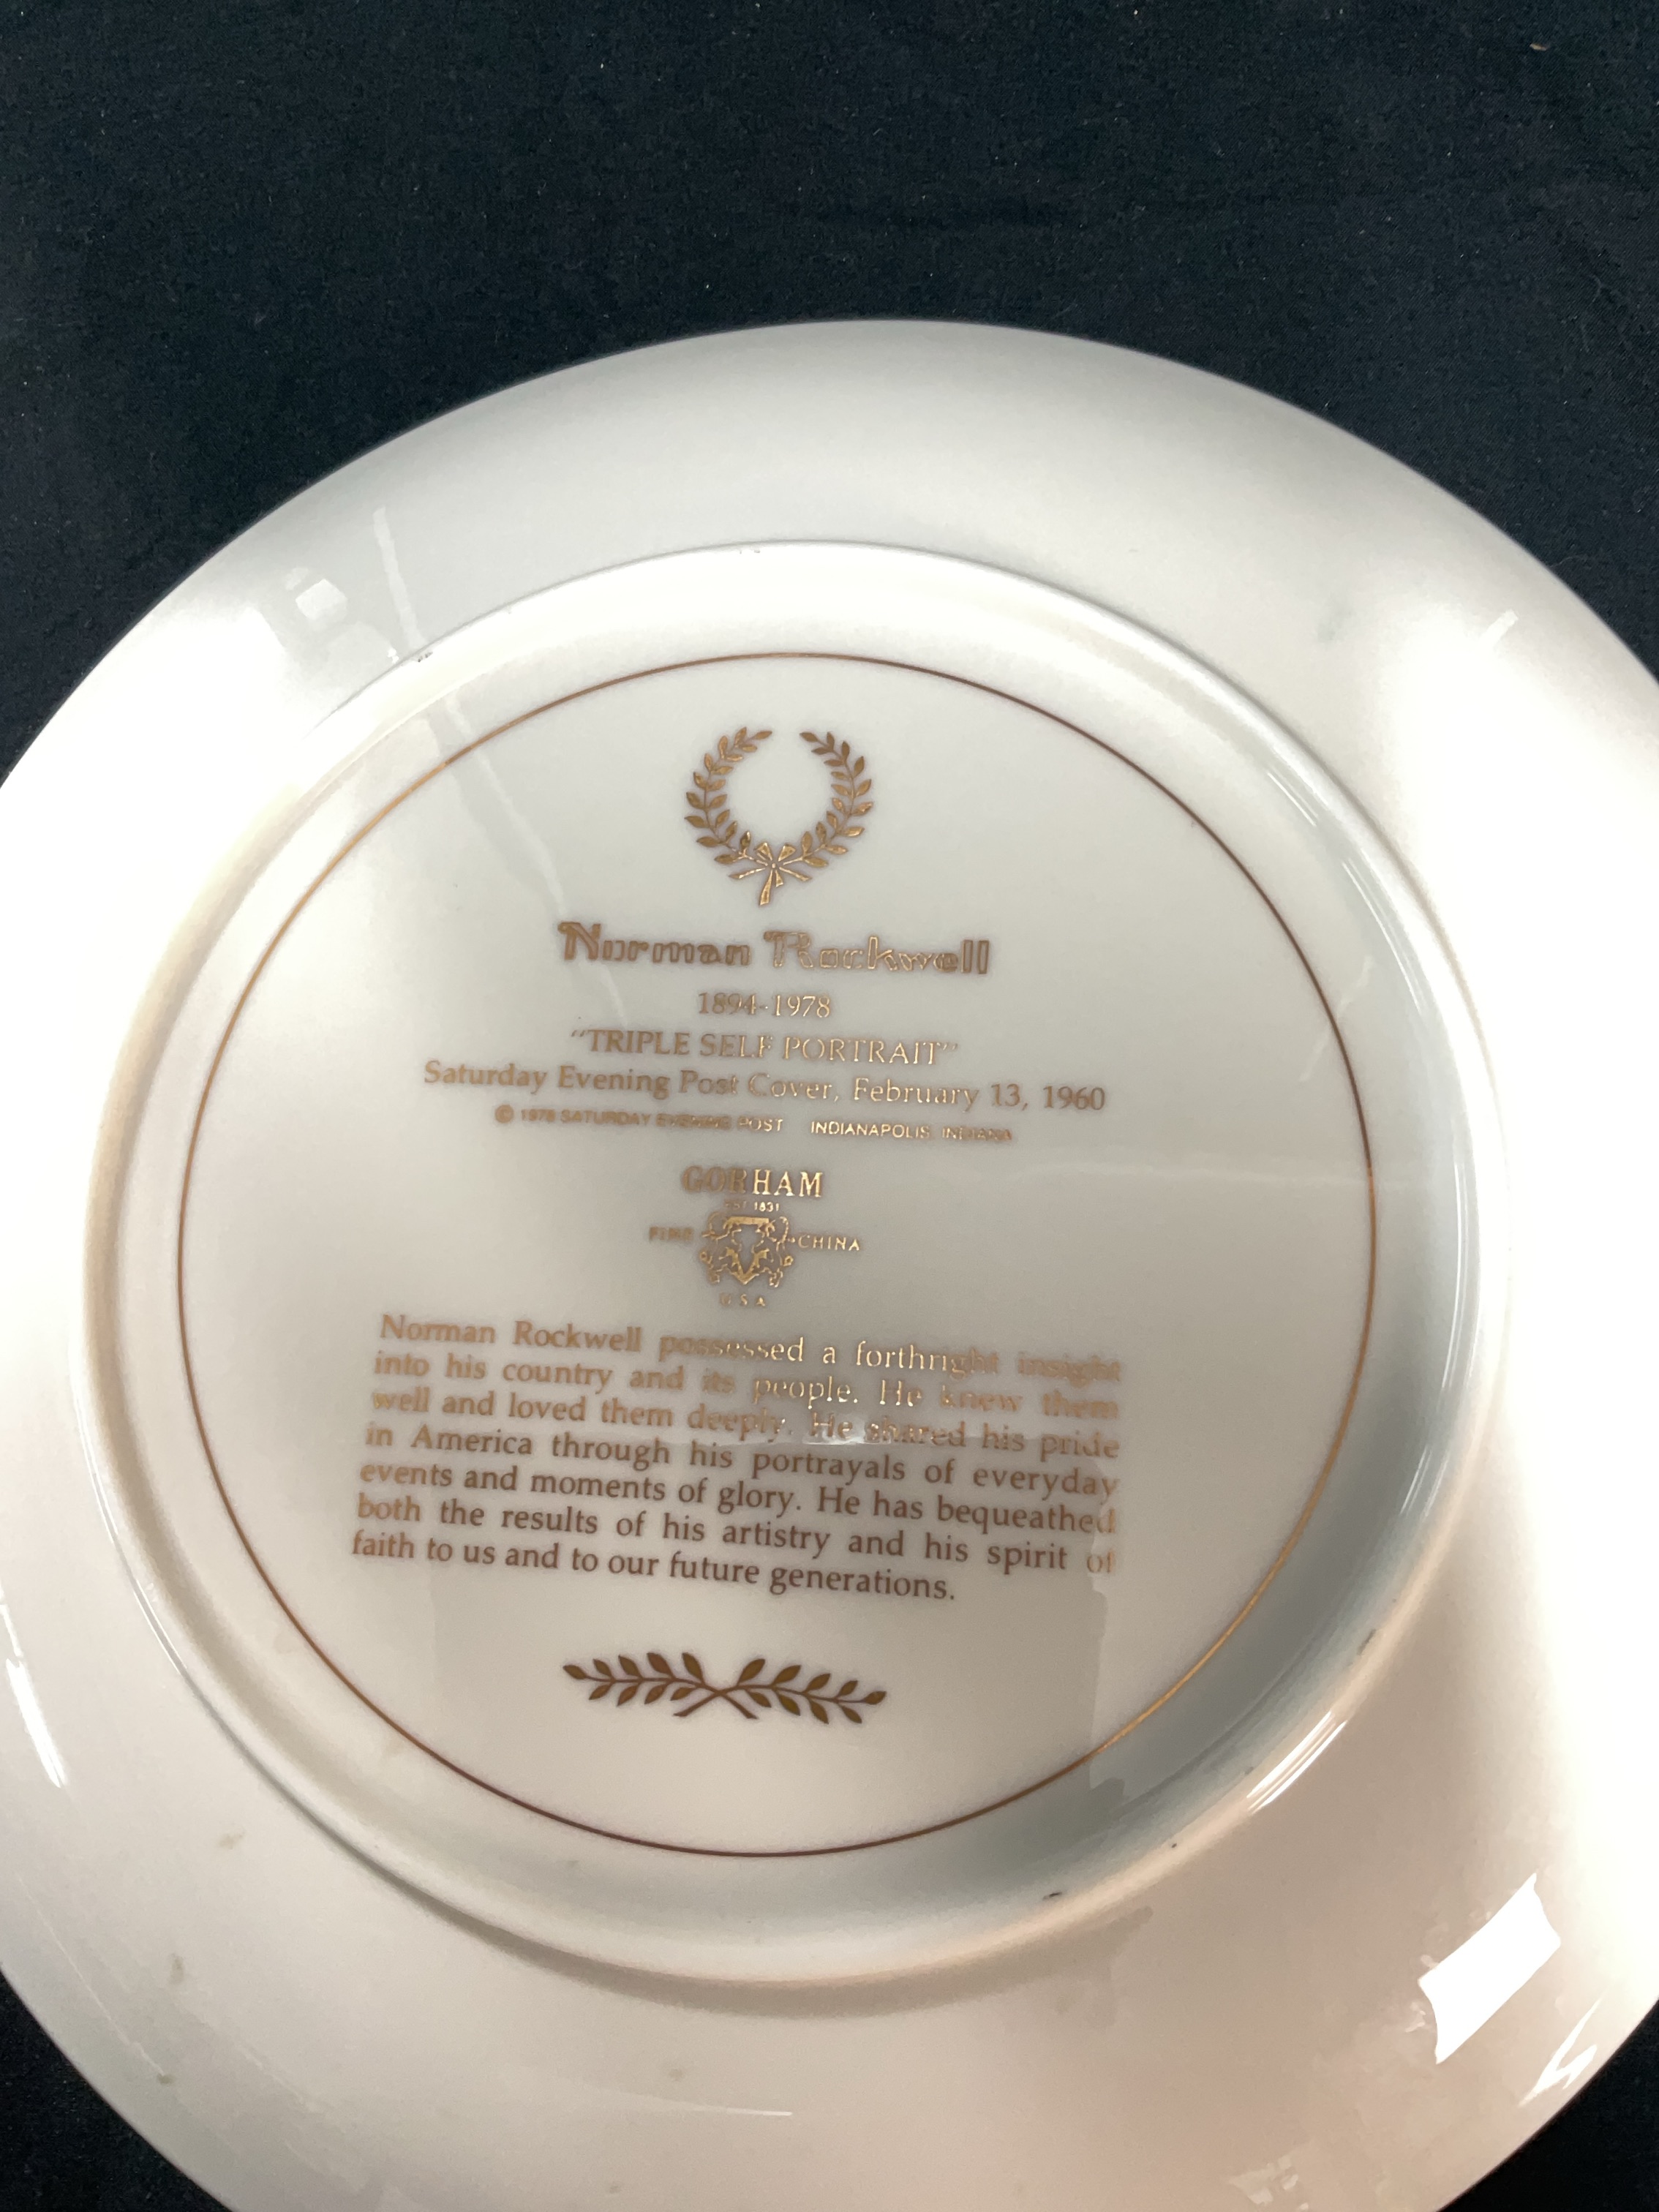 Norman Rockwell
1894-1978
"TRIPLE SELF PORTRAIT"
Saturday Evening Post Cover, February 13, 1960
© 1978 SATURDAY EVENING POST INDIANAPOLIS, INDIANA
GORHAM
EST 1831
FINE CHINA
USA
Norman Rockwell possessed a forthright insight
into his country and its people. He knew them
well and loved them deeply. He shared his pride
in America through his portrayals of everyday
events and moments of glory. He has bequeathed
both the results of his artistry and his spirit of
faith to us and to our future generations.